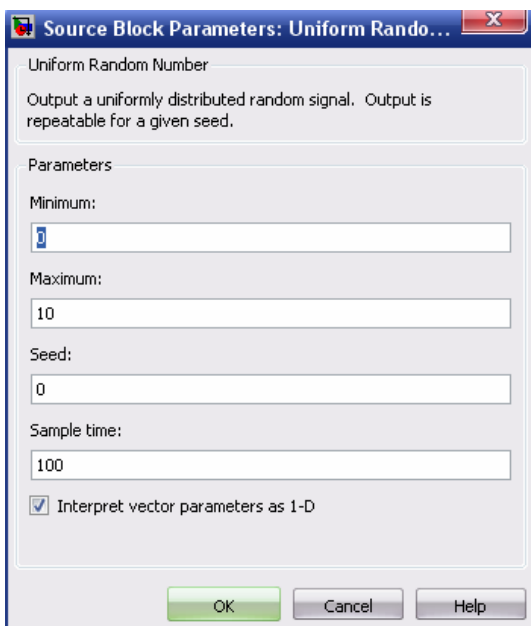 Source Block Parameters: Uniform Rando...
Uniform Random Number
Output a uniformly distributed random signal. Output is
repeatable for a given seed.
Parameters
Minimum:
0
Maximum:
10
Seed:
0
Sample time:
100
Interpret vector parameters as 1-D
OK
Cancel
Help